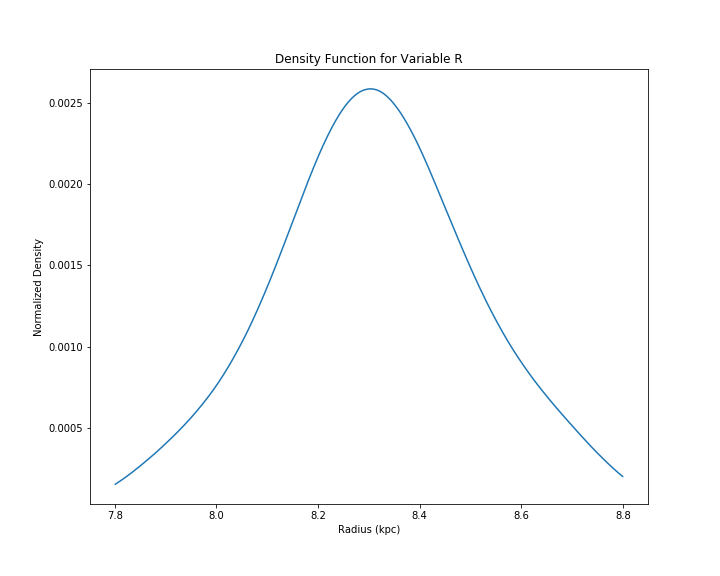 Density Function for Variable R
0.0025
0.0020
0.0015
0.0010
0.0005
Normalized Density
7.8 8.0 8.2 8.4 8.6 8.8
Radius (kpc)